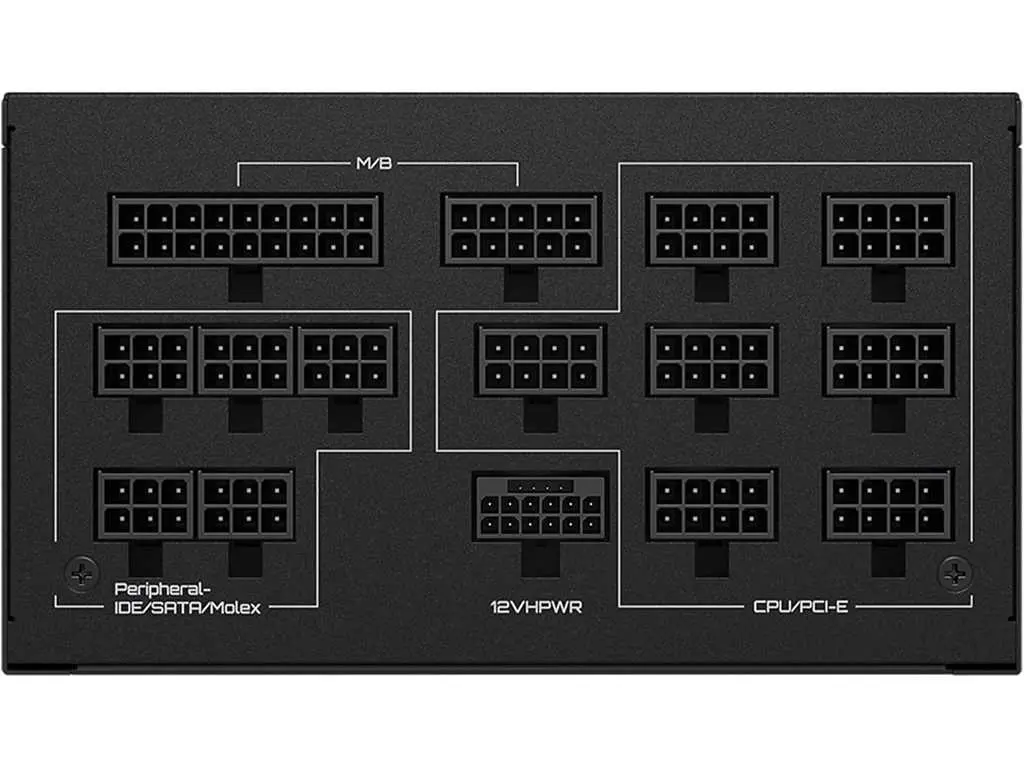 M/B
Peripheral-
IDE/SATA/Molex
12VHPWR
CPU/PCI-E